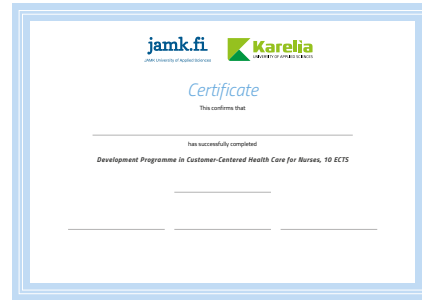 jamk.fi
JAMK University of Applied Sciences
Karelia
UNIVERSITY OF APPLIED SCIENCES
Certificate
This confirms that
has successfully completed
Development Programme in Customer-Centered Health Care for Nurses, 10 ECTS